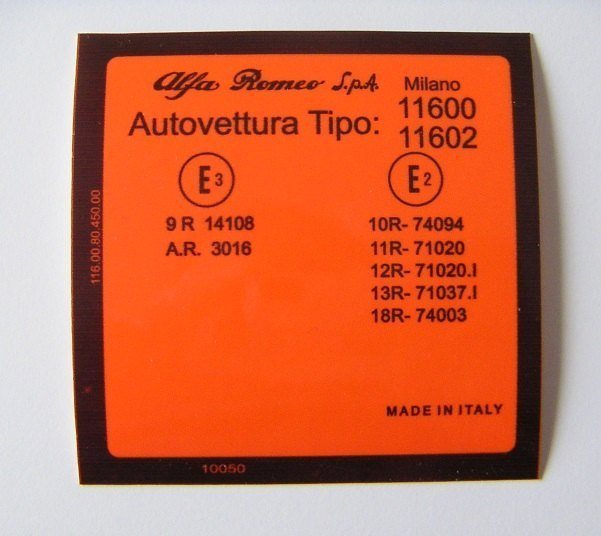 Alfa Romeo S.p.A. Milano
Autovettura Tipo: 11600
11602
E3
E2
9 R 14108
A.R. 3016
10R- 74094
11R- 71020
12R- 71020.I
13R- 71037.I
18R- 74003
MADE IN ITALY
116.00.80.450.00
10050